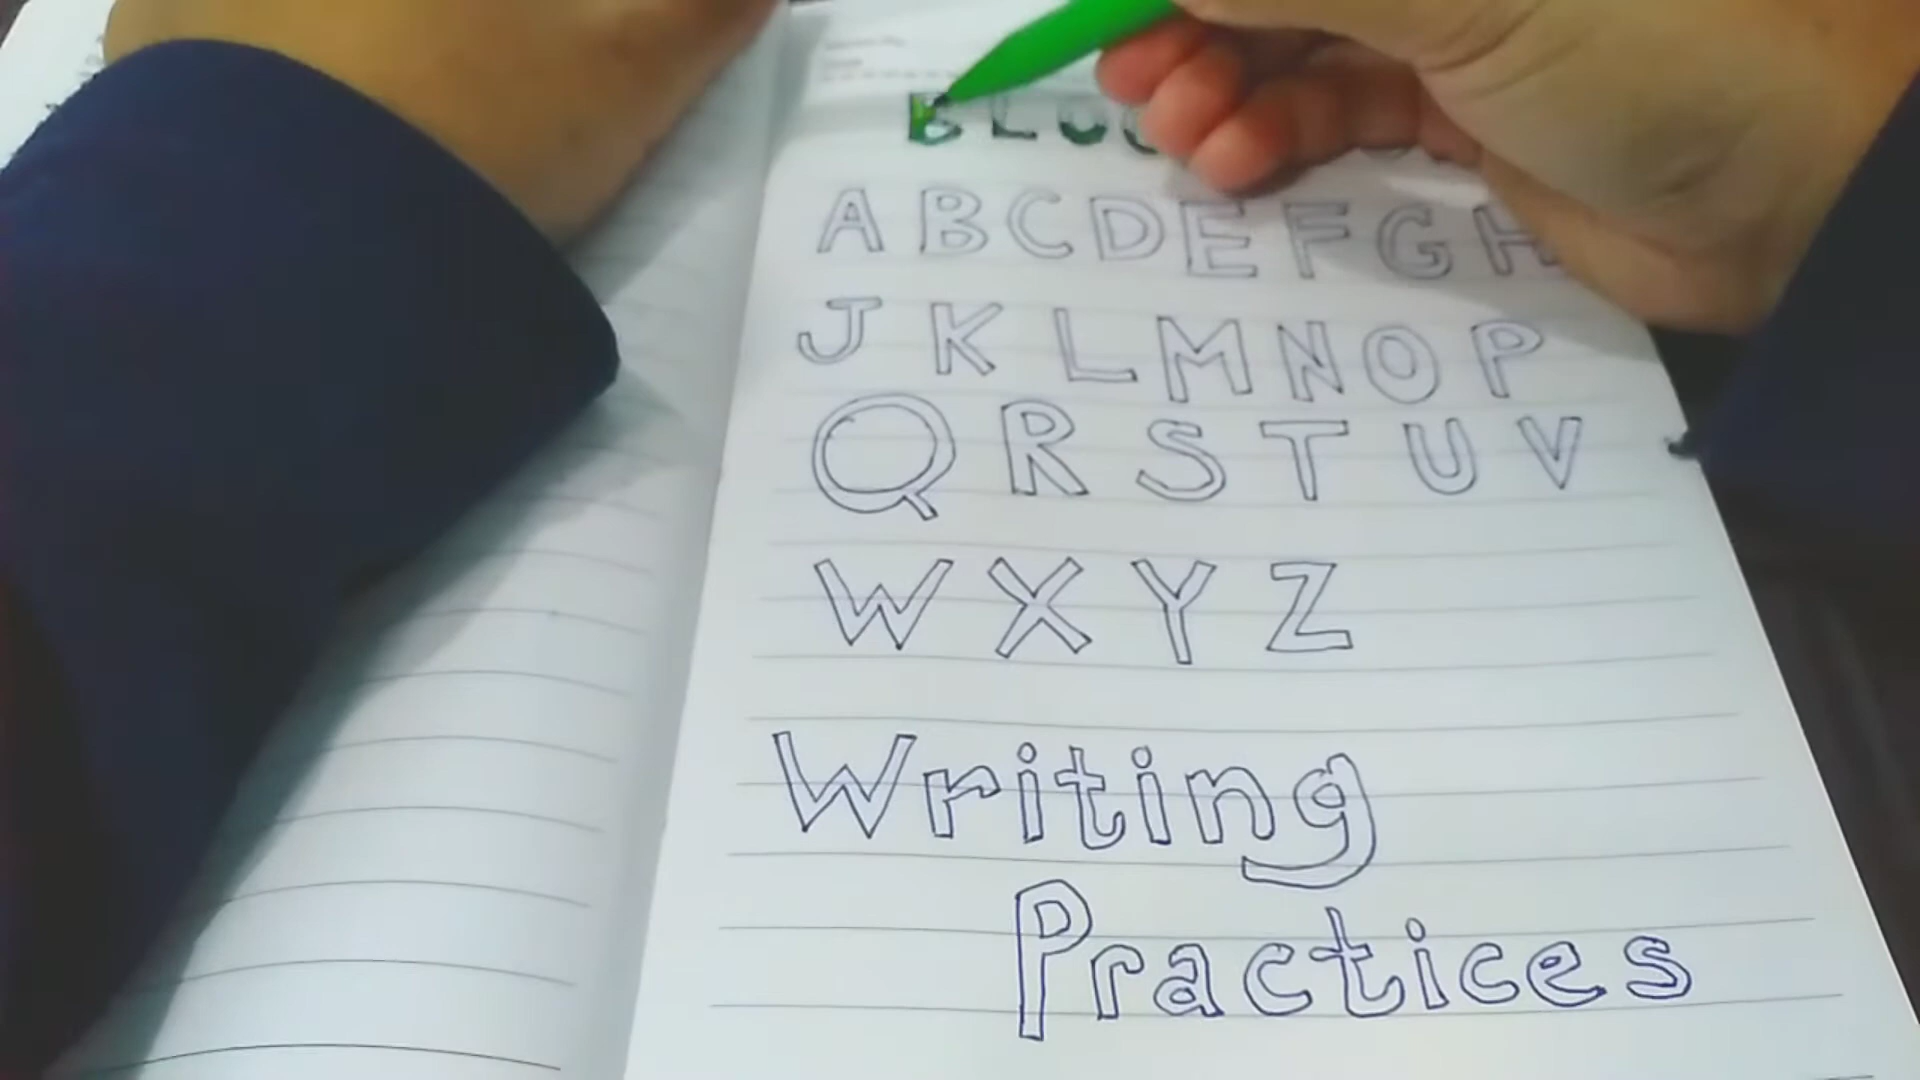 A B C D E F G H
J K L M N O P
Q R S T U V
W X Y Z
Writing
Practices